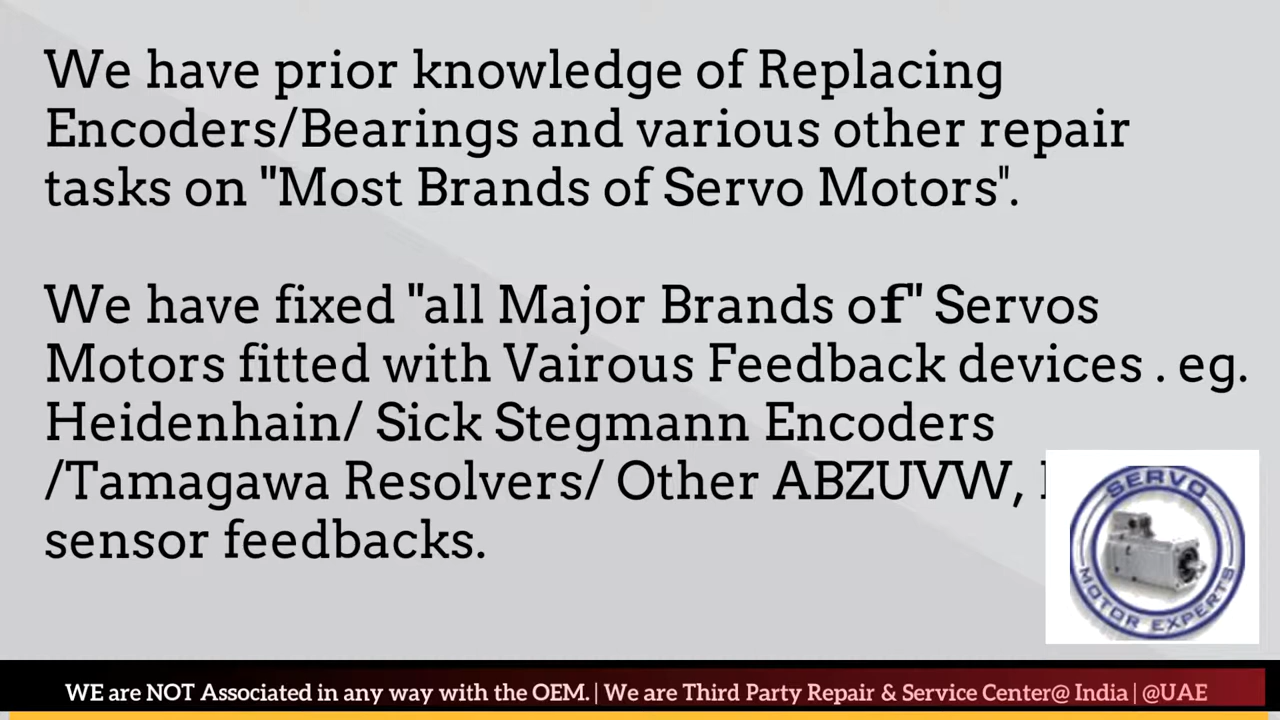 We have prior knowledge of Replacing
Encoders/Bearings and various other repair
tasks on "Most Brands of Servo Motors".
We have fixed "all Major Brands of" Servos
Motors fitted with Vairous Feedback devices . eg.
Heidenhain/ Sick Stegmann Encoders
/Tamagawa Resolvers/ Other ABZUVW,
sensor feedbacks.
SERVO
MOTOR EXPERTS
WE are NOT Associated in any way with the OEM. | We are Third Party Repair & Service Center@ India | @UAE